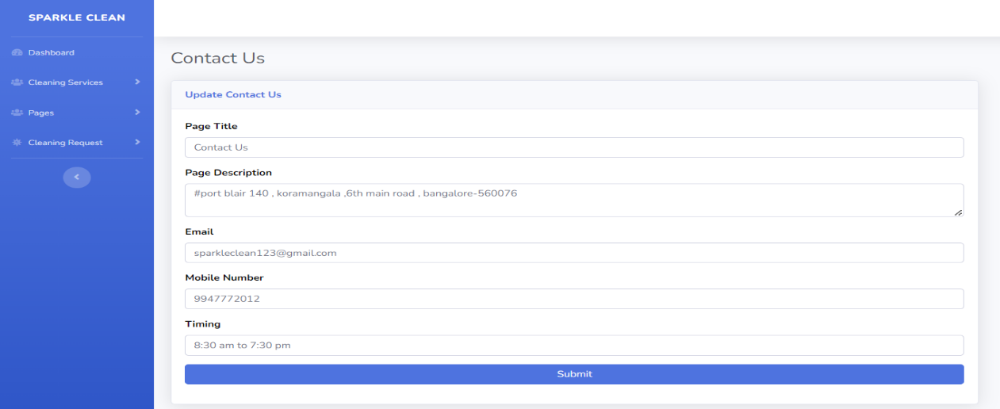 SPARKLE CLEAN
Dashboard
Cleaning Services
Pages
Cleaning Request
Contact Us
Update Contact Us
Page Title
Contact Us
Page Description
#port blair 140 , koramangala ,6th main road , bangalore-560076
Email
sparkleclean123@gmail.com
Mobile Number
9947772012
Timing
8:30 am to 7:30 pm
Submit